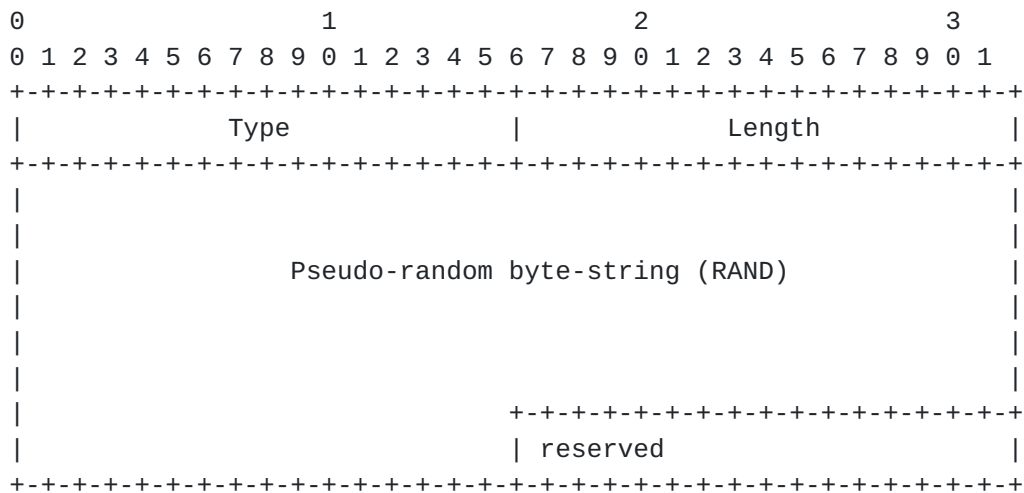 0                   1                   2                   3
0 1 2 3 4 5 6 7 8 9 0 1 2 3 4 5 6 7 8 9 0 1 2 3 4 5 6 7 8 9 0 1
+-+-+-+-+-+-+-+-+-+-+-+-+-+-+-+-+-+-+-+-+-+-+-+-+-+-+-+-+-+-+-+-+
|             Type              |             Length            |
+-+-+-+-+-+-+-+-+-+-+-+-+-+-+-+-+-+-+-+-+-+-+-+-+-+-+-+-+-+-+-+-+
|                                                               |
|                                                               |
|                 Pseudo-random byte-string (RAND)              |
|                                                               |
|                                                               |
|                                                               |
|                               +-+-+-+-+-+-+-+-+-+-+-+-+-+-+-+-+
|                               | reserved                      |
+-+-+-+-+-+-+-+-+-+-+-+-+-+-+-+-+-+-+-+-+-+-+-+-+-+-+-+-+-+-+-+-+